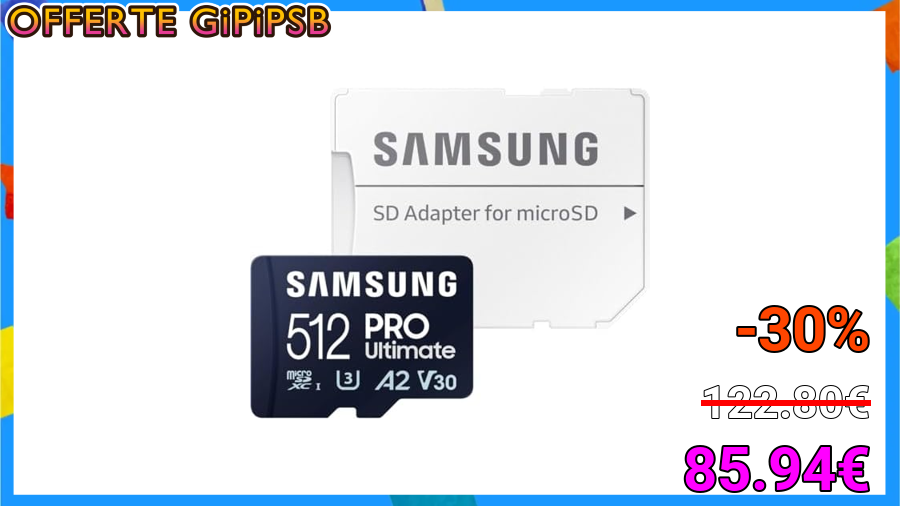 OFFERTE GiPiPSB
SAMSUNG
SD Adapter for microSD
SAMSUNG
512 PRO Ultimate
micro SD XC I U3 A2 V30
-30%
122.80€
85.94€